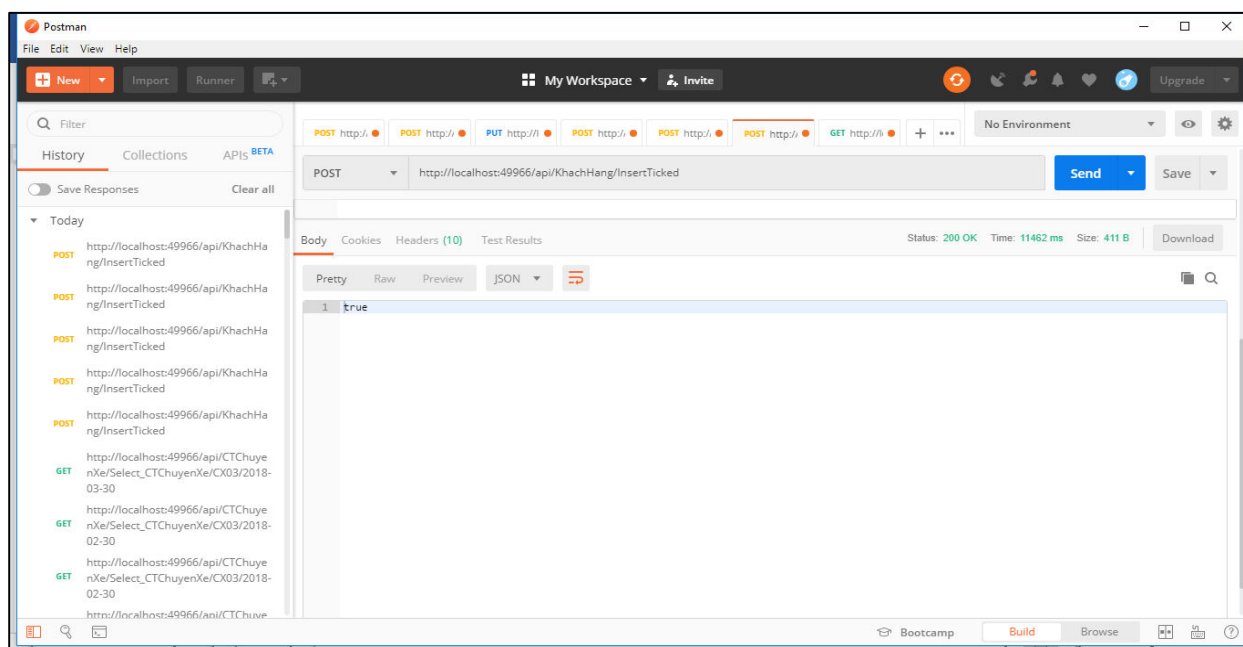 Postman
File Edit View Help
New Import Runner My Workspace Invite Upgrade
Filter
History Collections APIs BETA
Save Responses Clear all
Today
POST http://localhost:49966/api/KhachHa
ng/InsertTicked
POST http://localhost:49966/api/KhachHa
ng/InsertTicked
POST http://localhost:49966/api/KhachHa
ng/InsertTicked
POST http://localhost:49966/api/KhachHa
ng/InsertTicked
POST http://localhost:49966/api/KhachHa
ng/InsertTicked
GET http://localhost:49966/api/CTChuye
nXe/Select_CTChuyenXe/CX03/2018-
03-30
GET http://localhost:49966/api/CTChuye
nXe/Select_CTChuyenXe/CX03/2018-
02-30
GET http://localhost:49966/api/CTChuye
nXe/Select_CTChuyenXe/CX03/2018-
02-30
http://localhost:49966/api/CTChuye
POST http:/ POST http:/ PUT http://l POST http:/ POST http:/ POST http:/ GET http://l No Environment
POST http://localhost:49966/api/KhachHang/InsertTicked Send Save
Body Cookies Headers (10) Test Results Status: 200 OK Time: 11462 ms Size: 411 B Download
Pretty Raw Preview JSON
1 true
Bootcamp Build Browse